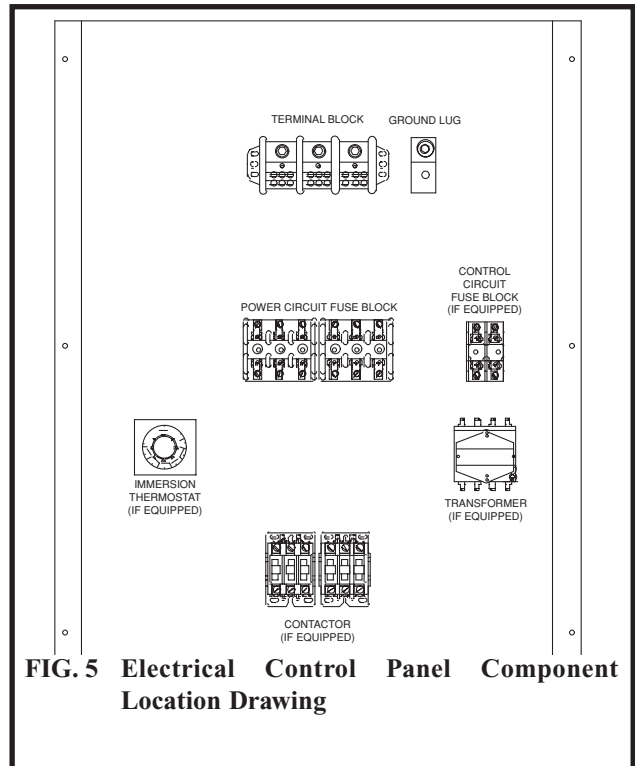 TERMINAL BLOCK
GROUND LUG
CONTROL
CIRCUIT
FUSE BLOCK
(IF EQUIPPED)
POWER CIRCUIT FUSE BLOCK
IMMERSION
THERMOSTAT
(IF EQUIPPED)
TRANSFORMER
(IF EQUIPPED)
CONTACTOR
(IF EQUIPPED)
FIG. 5 Electrical Control Panel Component
Location Drawing